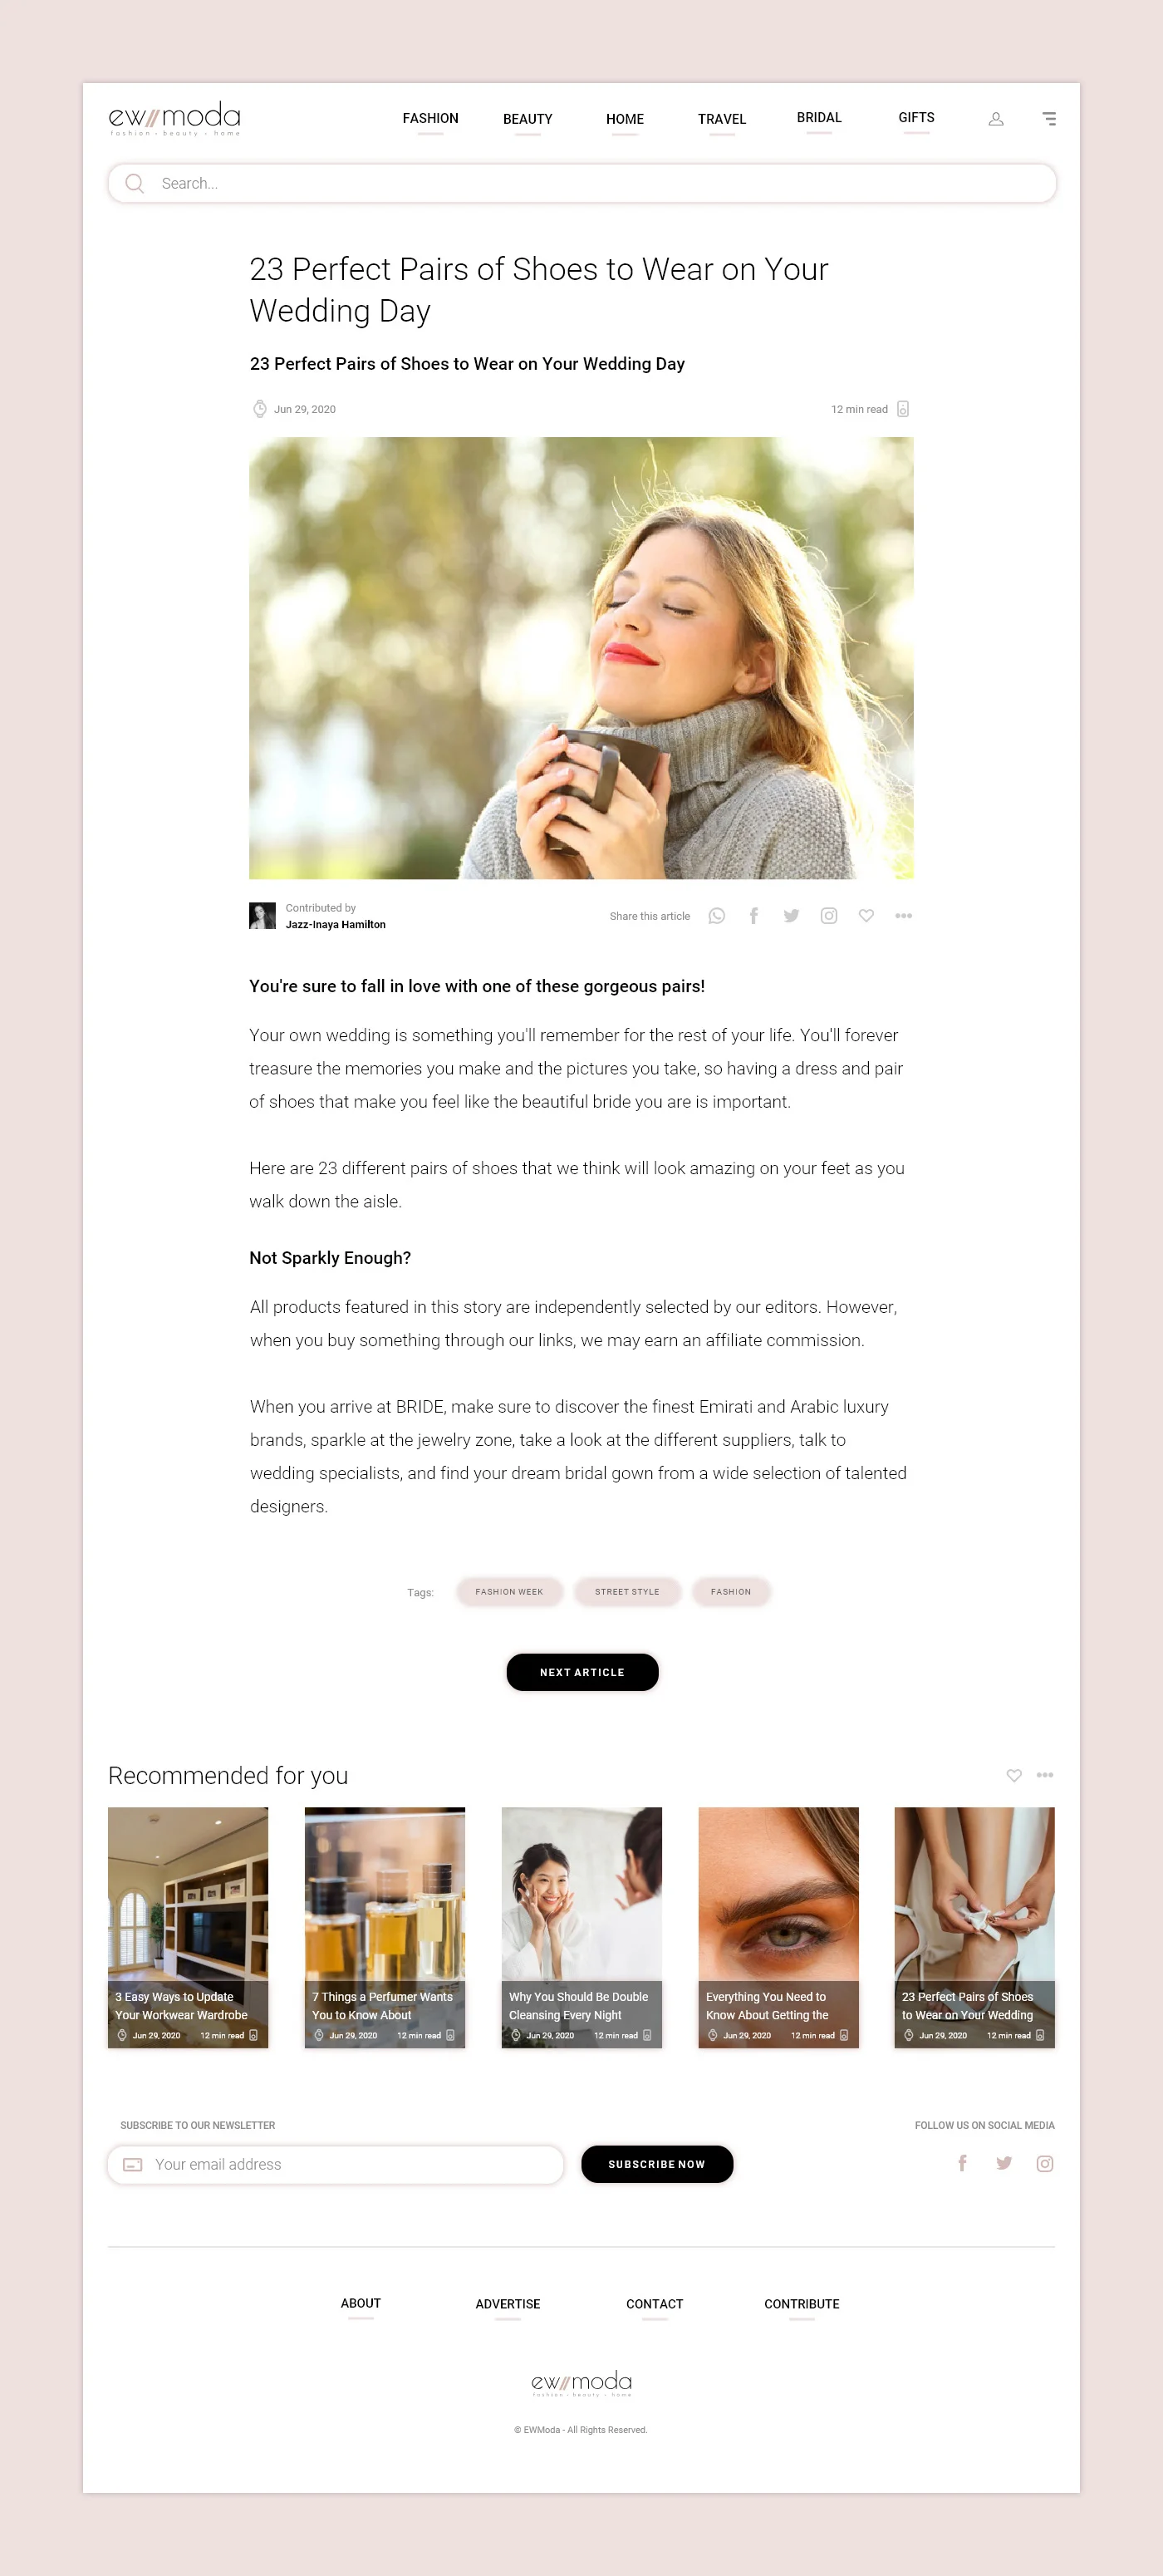 ew//moda
fashion - beauty - home
FASHION
BEAUTY
HOME
TRAVEL
BRIDAL
GIFTS
Search...
23 Perfect Pairs of Shoes to Wear on Your
Wedding Day
23 Perfect Pairs of Shoes to Wear on Your Wedding Day
Jun 29, 2020
12 min read
Contributed by
Jazz-Inaya Hamilton
Share this article
You're sure to fall in love with one of these gorgeous pairs!
Your own wedding is something you'll remember for the rest of your life. You'll forever
treasure the memories you make and the pictures you take, so having a dress and pair
of shoes that make you feel like the beautiful bride you are is important.
Here are 23 different pairs of shoes that we think will look amazing on your feet as you
walk down the aisle.
Not Sparkly Enough?
All products featured in this story are independently selected by our editors. However,
when you buy something through our links, we may earn an affiliate commission.
When you arrive at BRIDE, make sure to discover the finest Emirati and Arabic luxury
brands, sparkle at the jewelry zone, take a look at the different suppliers, talk to
wedding specialists, and find your dream bridal gown from a wide selection of talented
designers.
Tags:
FASHION WEEK
STREET STYLE
FASHION
NEXT ARTICLE
Recommended for you
3 Easy Ways to Update
Your Workwear Wardrobe
Jun 29, 2020
12 min read
7 Things a Perfumer Wants
You to Know About
Jun 29, 2020
12 min read
Why You Should Be Double
Cleansing Every Night
Jun 29, 2020
12 min read
Everything You Need to
Know About Getting the
Jun 29, 2020
12 min read
23 Perfect Pairs of Shoes
to Wear on Your Wedding
Jun 29, 2020
12 min read
SUBSCRIBE TO OUR NEWSLETTER
FOLLOW US ON SOCIAL MEDIA
Your email address
SUBSCRIBE NOW
ABOUT
ADVERTISE
CONTACT
CONTRIBUTE
ew//moda
fashion - beauty - home
© EWModa - All Rights Reserved.